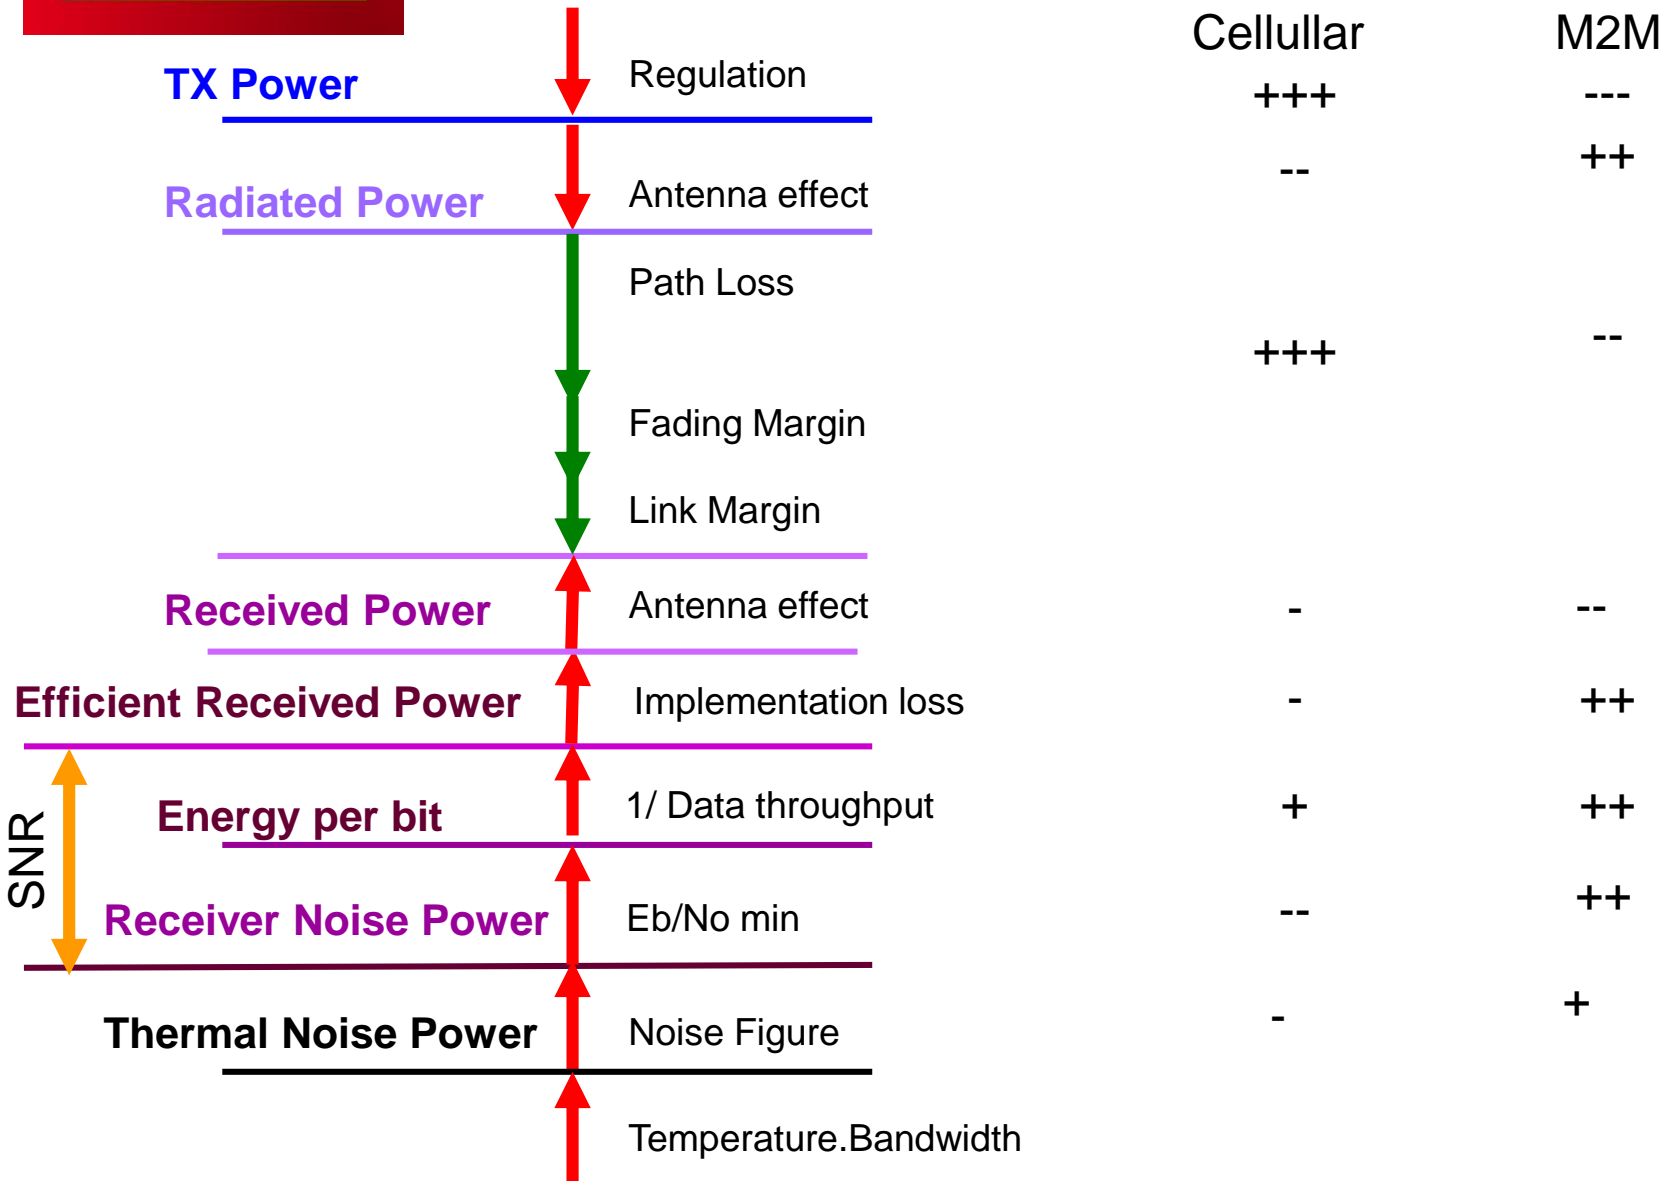 Cellullar M2M
TX Power Regulation +++ ---
Radiated Power Antenna effect -- ++
Path Loss
+++ --
Fading Margin
Link Margin
Received Power Antenna effect - --
Efficient Received Power Implementation loss - ++
SNR
Energy per bit 1/ Data throughput + ++
Receiver Noise Power Eb/No min -- ++
Thermal Noise Power Noise Figure - +
Temperature.Bandwidth